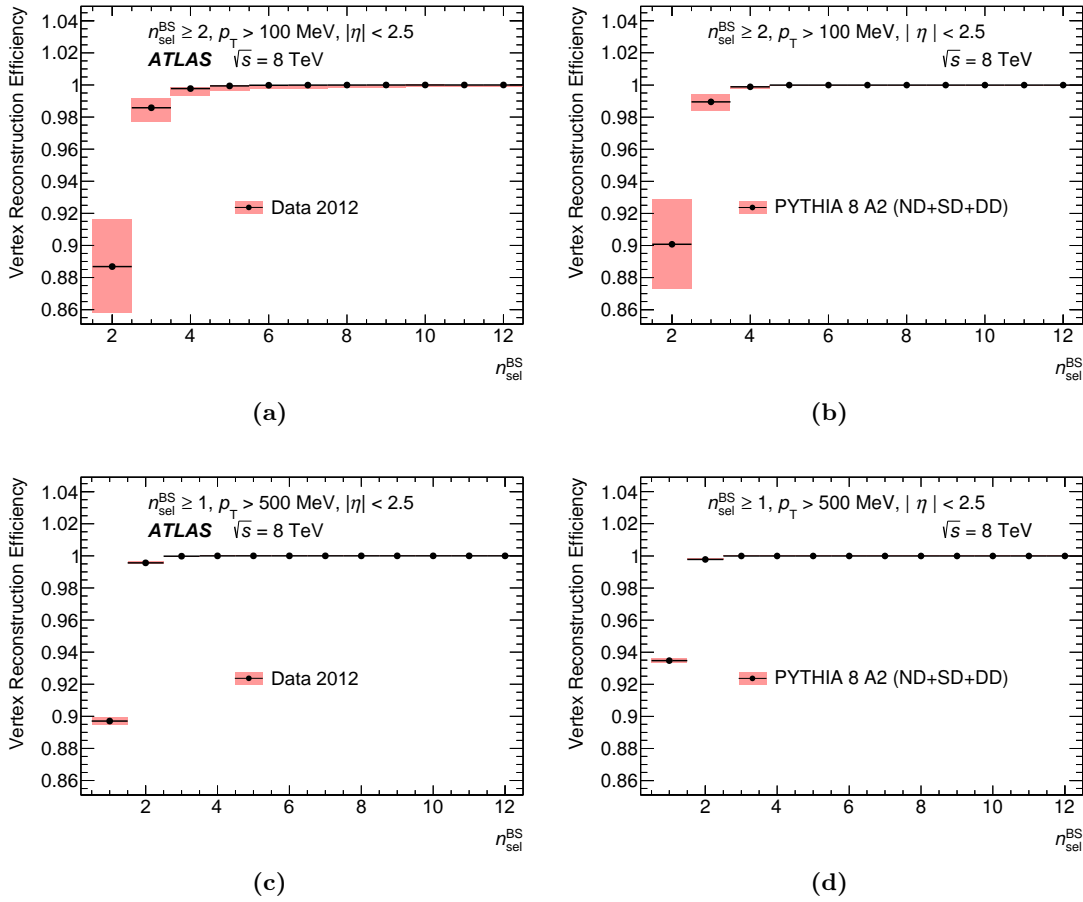 Vertex Reconstruction Efficiency
1.04
1.02
1
0.98
0.96
0.94
0.92
0.9
0.88
0.86
n_sel^BS ≥ 2, p_T > 100 MeV, |η| < 2.5
ATLAS √s = 8 TeV
Data 2012
2 4 6 8 10 12
n_sel^BS
(a)
Vertex Reconstruction Efficiency
1.04
1.02
1
0.98
0.96
0.94
0.92
0.9
0.88
0.86
n_sel^BS ≥ 2, p_T > 100 MeV, | η | < 2.5
√s = 8 TeV
PYTHIA 8 A2 (ND+SD+DD)
2 4 6 8 10 12
n_sel^BS
(b)
Vertex Reconstruction Efficiency
1.04
1.02
1
0.98
0.96
0.94
0.92
0.9
0.88
0.86
n_sel^BS ≥ 1, p_T > 500 MeV, |η| < 2.5
ATLAS √s = 8 TeV
Data 2012
2 4 6 8 10 12
n_sel^BS
(c)
Vertex Reconstruction Efficiency
1.04
1.02
1
0.98
0.96
0.94
0.92
0.9
0.88
0.86
n_sel^BS ≥ 1, p_T > 500 MeV, | η | < 2.5
√s = 8 TeV
PYTHIA 8 A2 (ND+SD+DD)
2 4 6 8 10 12
n_sel^BS
(d)